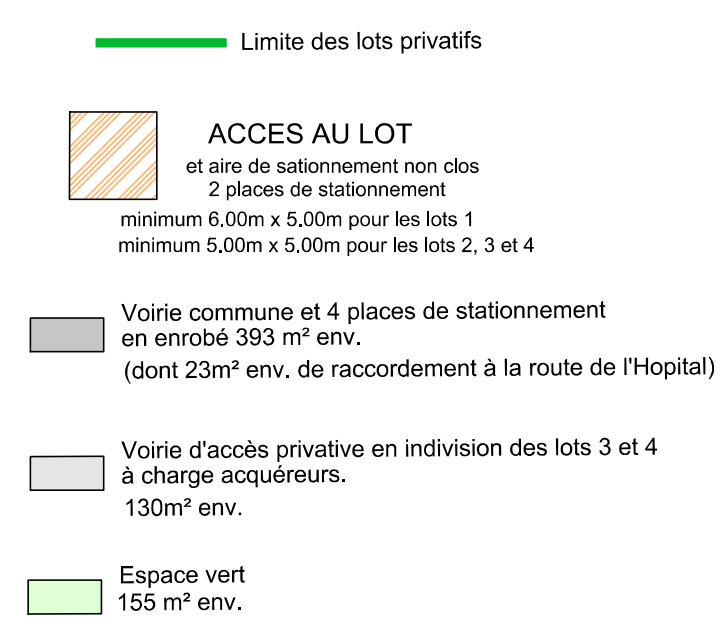 Limite des lots privatifs
ACCES AU LOT
et aire de sationnement non clos
2 places de stationnement
minimum 6.00m x 5.00m pour les lots 1
minimum 5.00m x 5.00m pour les lots 2, 3 et 4
Voirie commune et 4 places de stationnement
en enrobé 393 m² env.
(dont 23m² env. de raccordement à la route de l'Hopital)
Voirie d'accès privative en indivision des lots 3 et 4
à charge acquéreurs.
130m² env.
Espace vert
155 m² env.